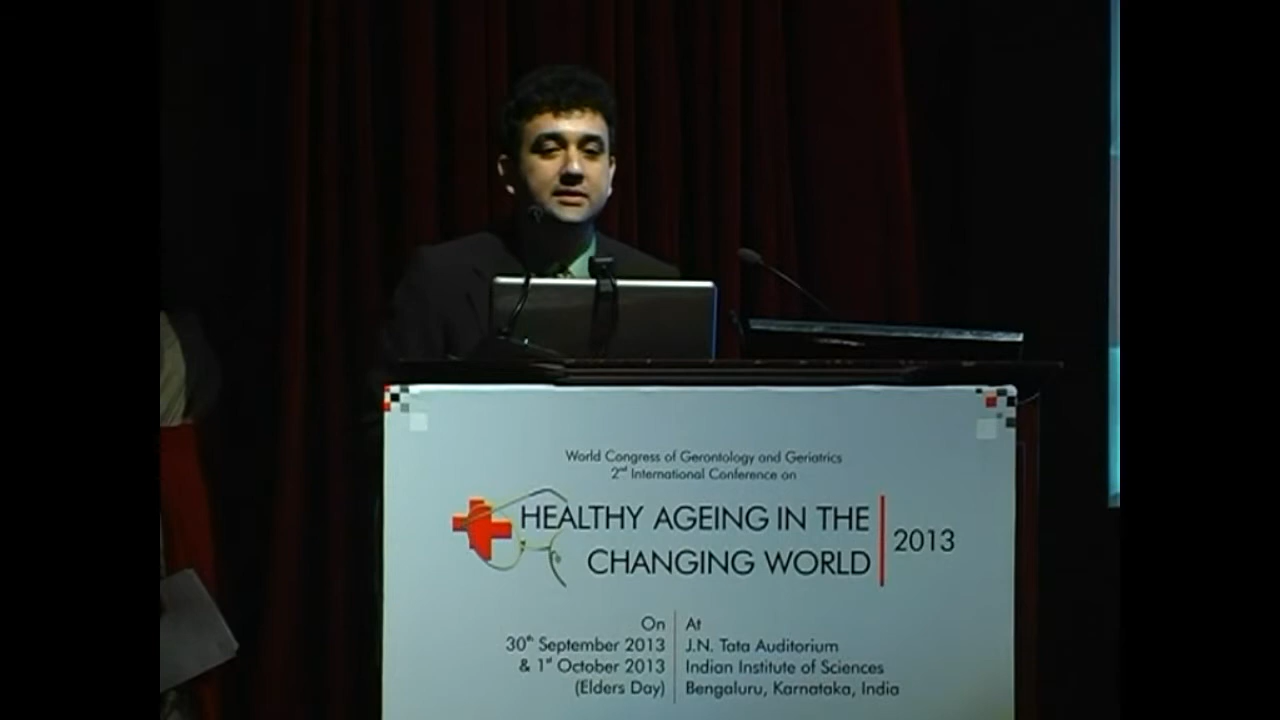 World Congress of Gerontology and Geriatrics
2nd International Conference on
HEALTHY AGEING IN THE
CHANGING WORLD
2013
On
30th September 2013
& 1st October 2013
(Elders Day)
At
J.N. Tata Auditorium
Indian Institute of Sciences
Bengaluru, Karnataka, India